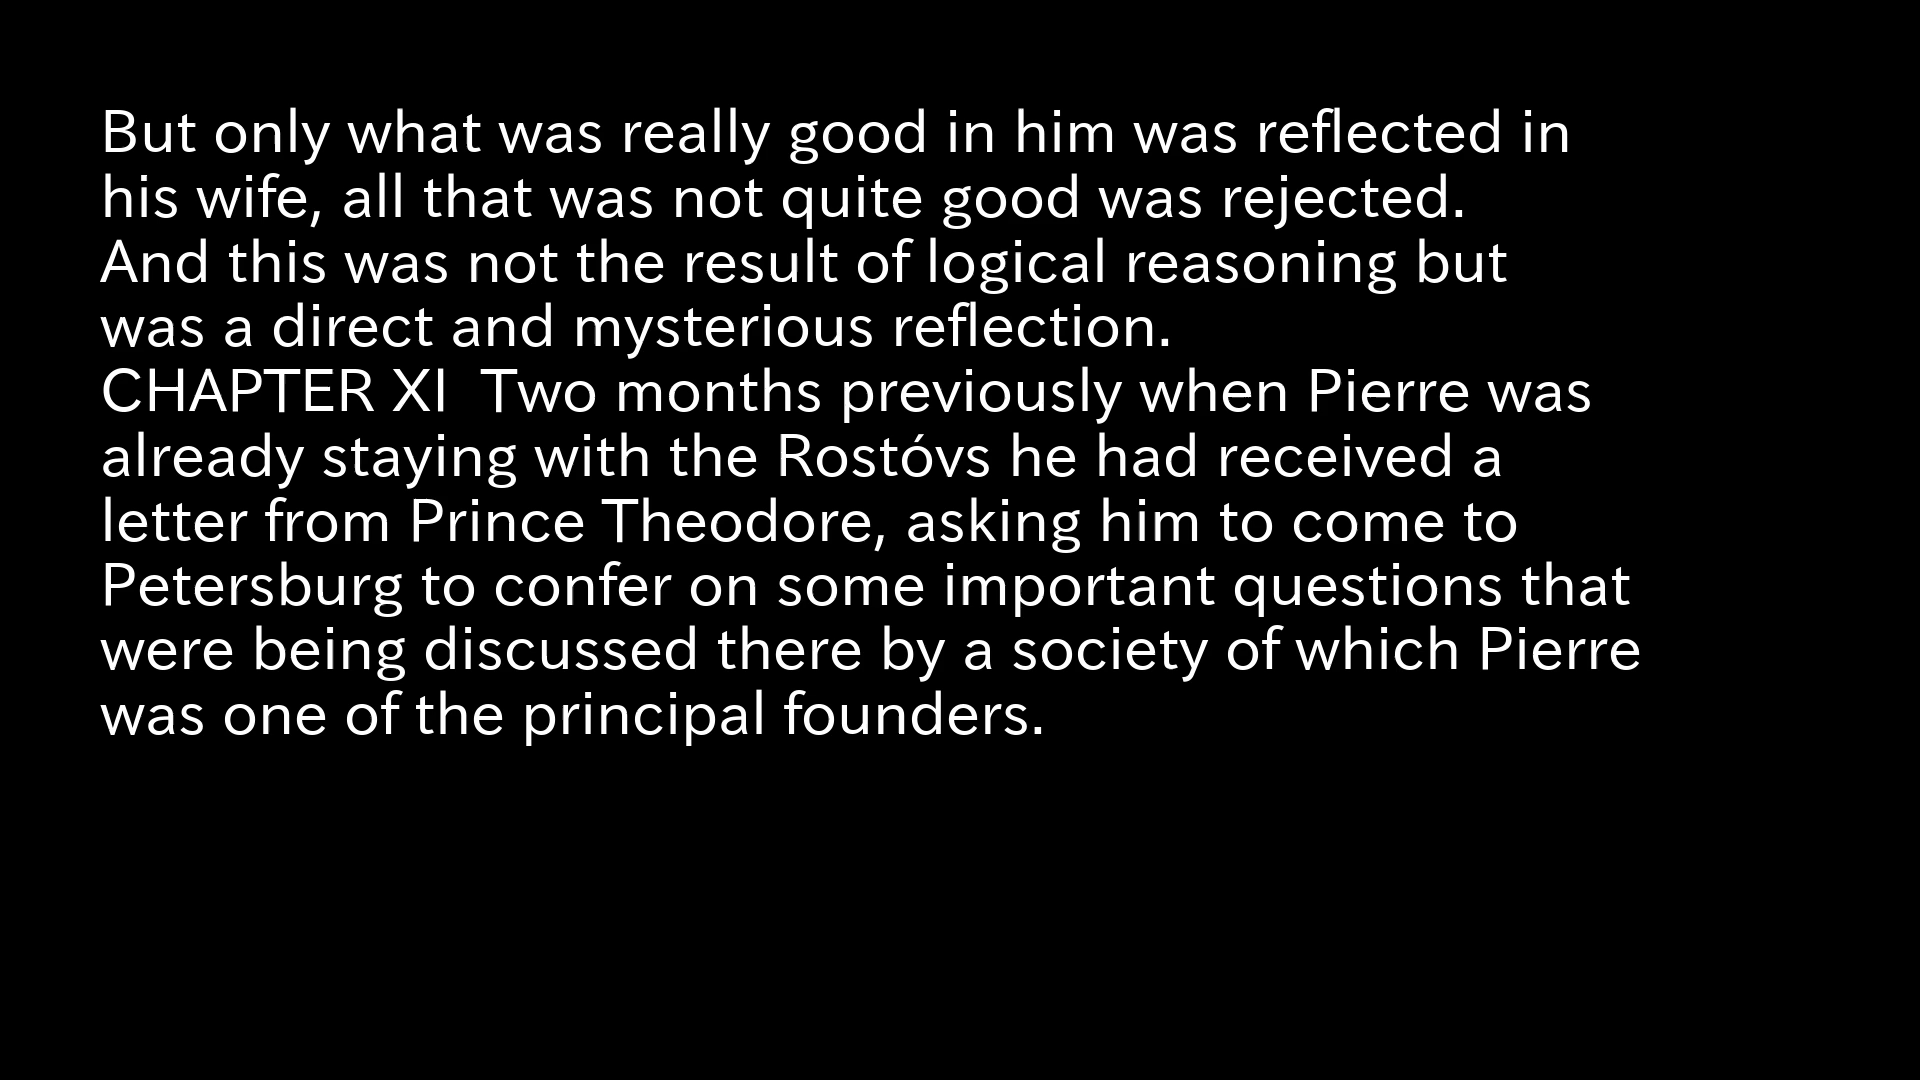 But only what was really good in him was reflected in
his wife, all that was not quite good was rejected.
And this was not the result of logical reasoning but
was a direct and mysterious reflection.
CHAPTER XI  Two months previously when Pierre was
already staying with the Rostóvs he had received a
letter from Prince Theodore, asking him to come to
Petersburg to confer on some important questions that
were being discussed there by a society of which Pierre
was one of the principal founders.